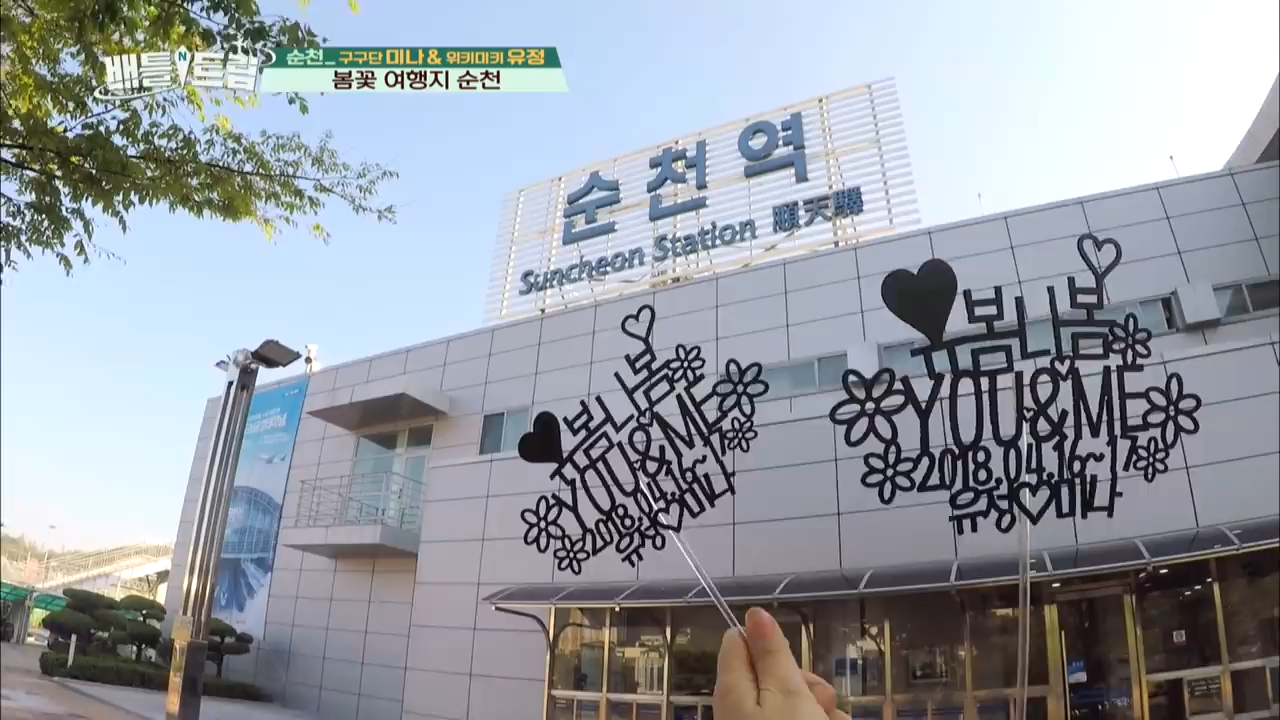 배틀트립
순천_ 구구단 미나 & 위키미키 유정
봄꽃 여행지 순천
순천역
Suncheon Station 順天驛
봄나봄
YOU&ME
2018.04.16~17
유정♥미나
봄나봄
YOU&ME
2018.04.16~17
유정♥미나